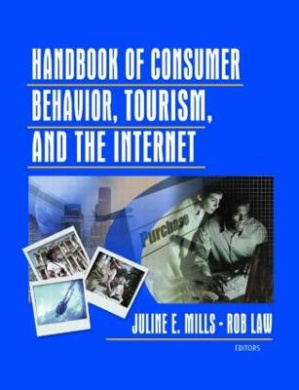 HANDBOOK OF CONSUMER
BEHAVIOR, TOURISM,
AND THE INTERNET
Purchase
JULINE E. MILLS • ROB LAW
EDITORS